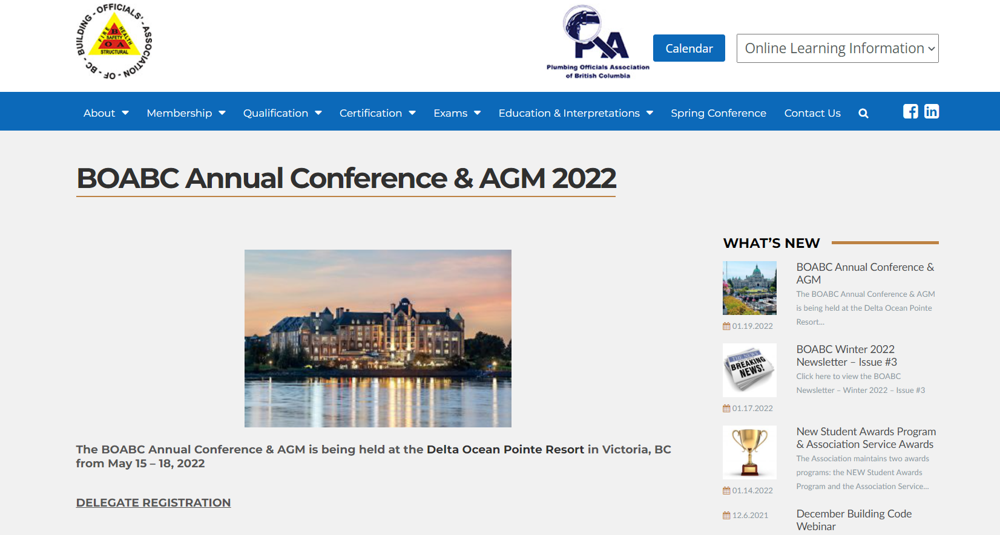 BUILDING - OFFICIALS' - ASSOCIATION - OF - BC -
FIRE
HEALTH
B
SAFETY
O A
STRUCTURAL
PA
Plumbing Officials Association
of British Columbia
Calendar
Online Learning Information
About
Membership
Qualification
Certification
Exams
Education & Interpretations
Spring Conference
Contact Us
BOABC Annual Conference & AGM 2022
The BOABC Annual Conference & AGM is being held at the Delta Ocean Pointe Resort in Victoria, BC
from May 15 – 18, 2022
DELEGATE REGISTRATION
WHAT'S NEW
BOABC Annual Conference &
AGM
The BOABC Annual Conference & AGM
is being held at the Delta Ocean Pointe
Resort...
01.19.2022
THE NEWS
BREAKING
NEWS!
BOABC Winter 2022
Newsletter – Issue #3
Click here to view the BOABC
Newsletter – Winter 2022 – Issue #3
01.17.2022
New Student Awards Program
& Association Service Awards
The Association maintains two awards
programs: the NEW Student Awards
Program and the Association Service...
01.14.2022
December Building Code
Webinar
12.6.2021